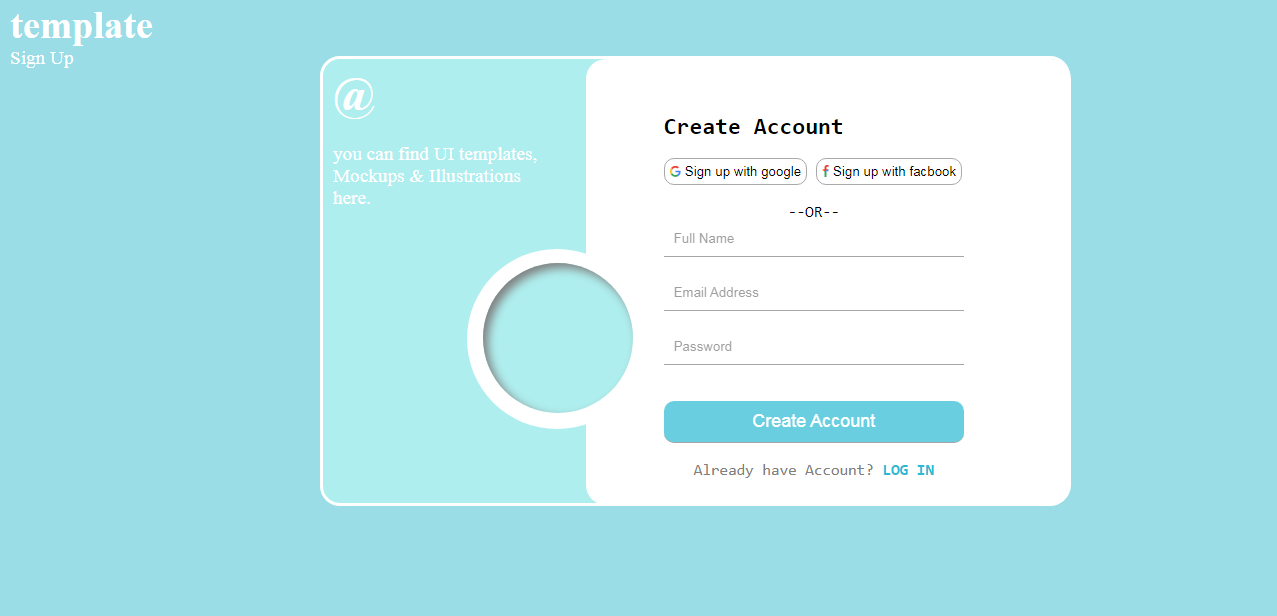 template
Sign Up
@
you can find UI templates,
Mockups & Illustrations
here.
Create Account
Sign up with google
Sign up with facbook
--OR--
Full Name
Email Address
Password
Create Account
Already have Account? LOG IN